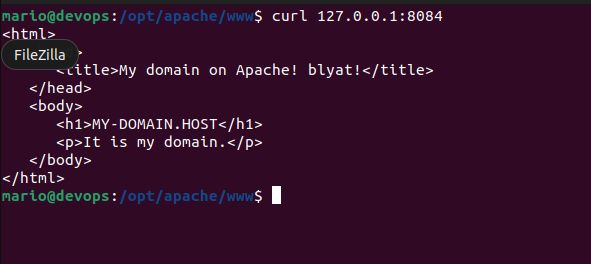 mario@devops:/opt/apache/www$ curl 127.0.0.1:8084
<html>
>
FileZilla
<title>My domain on Apache! blyat!</title>
</head>
<body>
<h1>MY-DOMAIN.HOST</h1>
<p>It is my domain.</p>
</body>
</html>
mario@devops:/opt/apache/www$